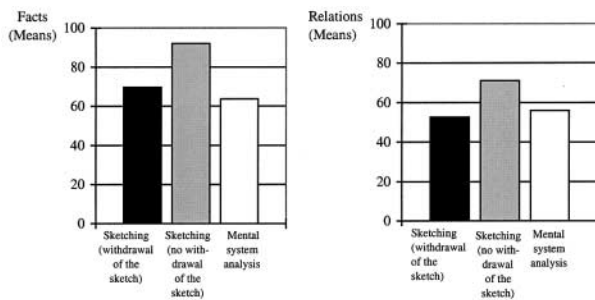 Facts
(Means)
100
80
60
40
20
0
Sketching
(withdrawal
of the
sketch)
Sketching
(no with-
drawal of
the
sketch)
Mental
system
analysis
Relations
(Means)
100
80
60
40
20
0
Sketching
(withdrawal
of the
sketch)
Sketching
(no with-
drawal of
the
sketch)
Mental
system
analysis